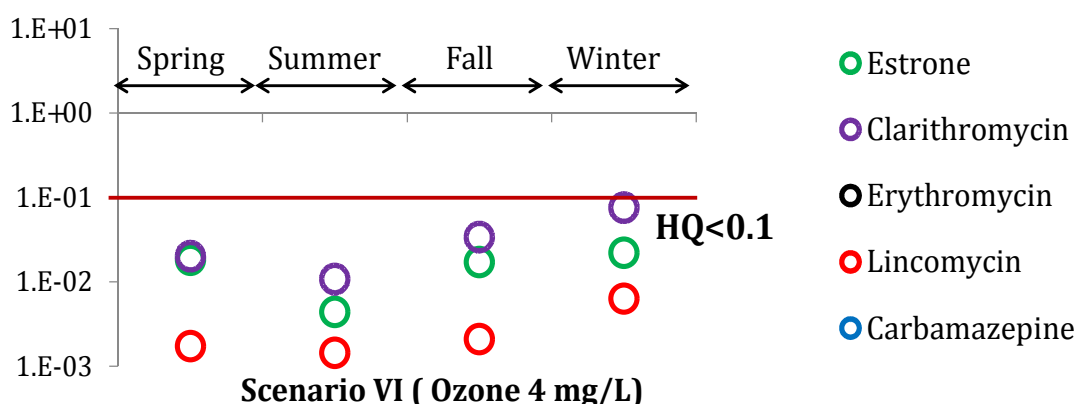 1.E+01
Spring Summer Fall Winter
1.E+00
1.E-01
HQ<0.1
1.E-02
1.E-03
Scenario VI ( Ozone 4 mg/L)
Estrone
Clarithromycin
Erythromycin
Lincomycin
Carbamazepine